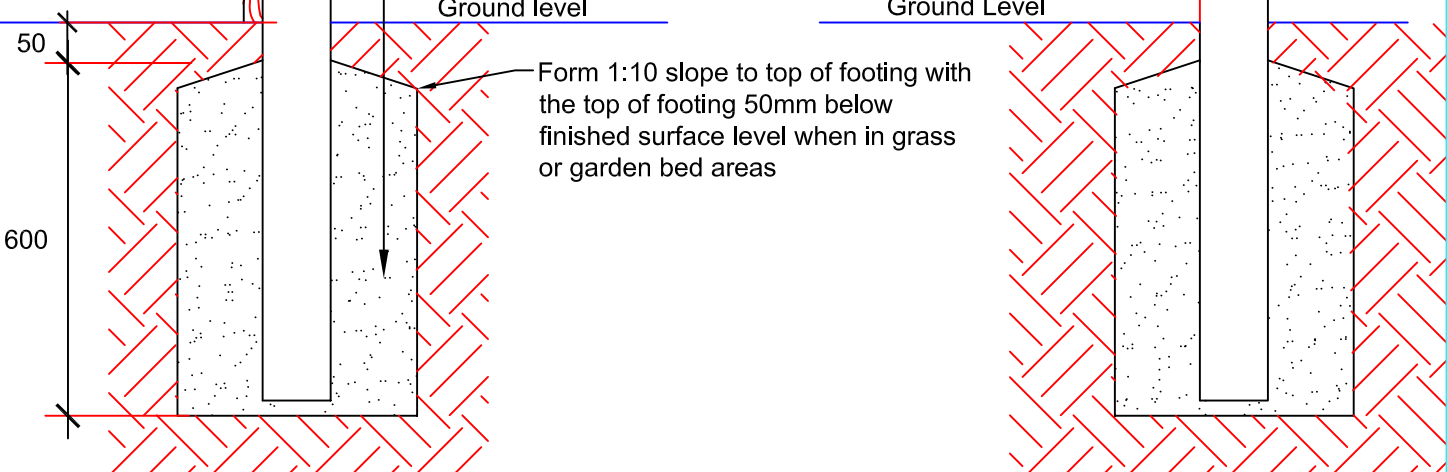 Ground level
Ground Level
50
Form 1:10 slope to top of footing with
the top of footing 50mm below
finished surface level when in grass
or garden bed areas
600